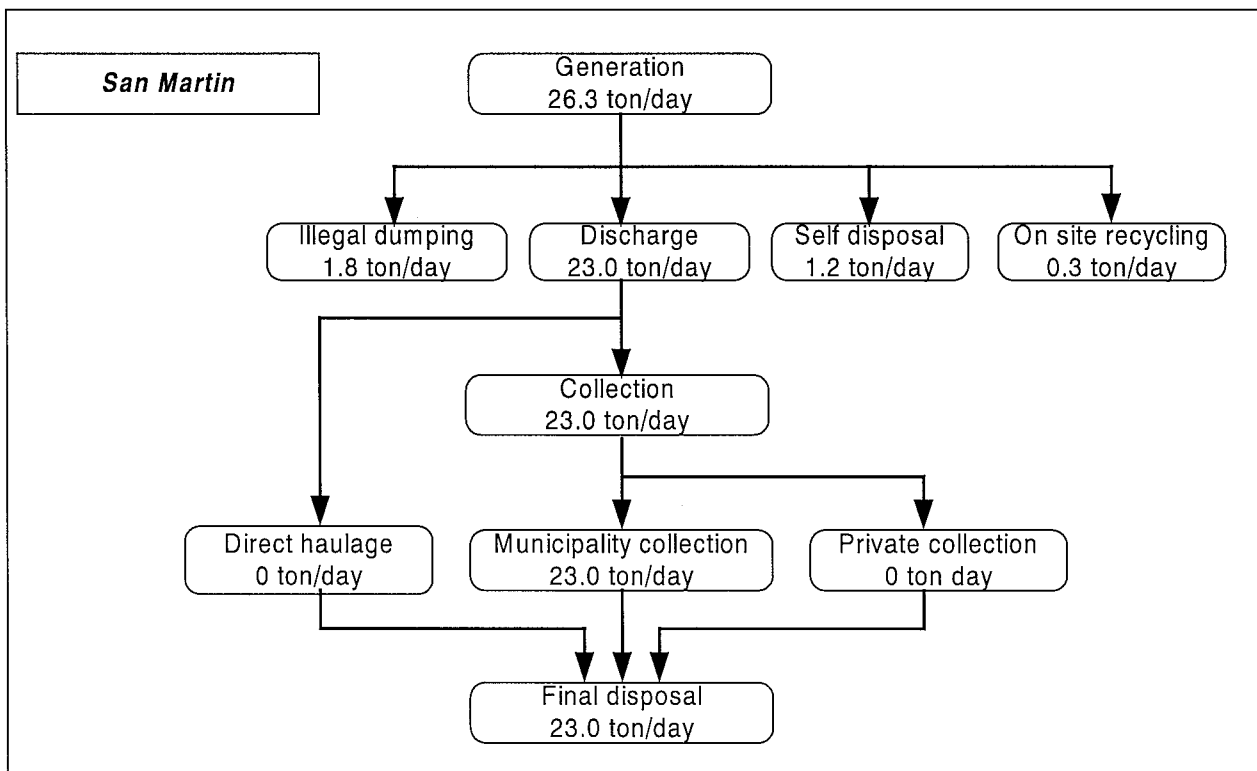 San Martin
Generation
26.3 ton/day
Illegal dumping
1.8 ton/day
Discharge
23.0 ton/day
Self disposal
1.2 ton/day
On site recycling
0.3 ton/day
Collection
23.0 ton/day
Direct haulage
0 ton/day
Municipality collection
23.0 ton/day
Private collection
0 ton day
Final disposal
23.0 ton/day